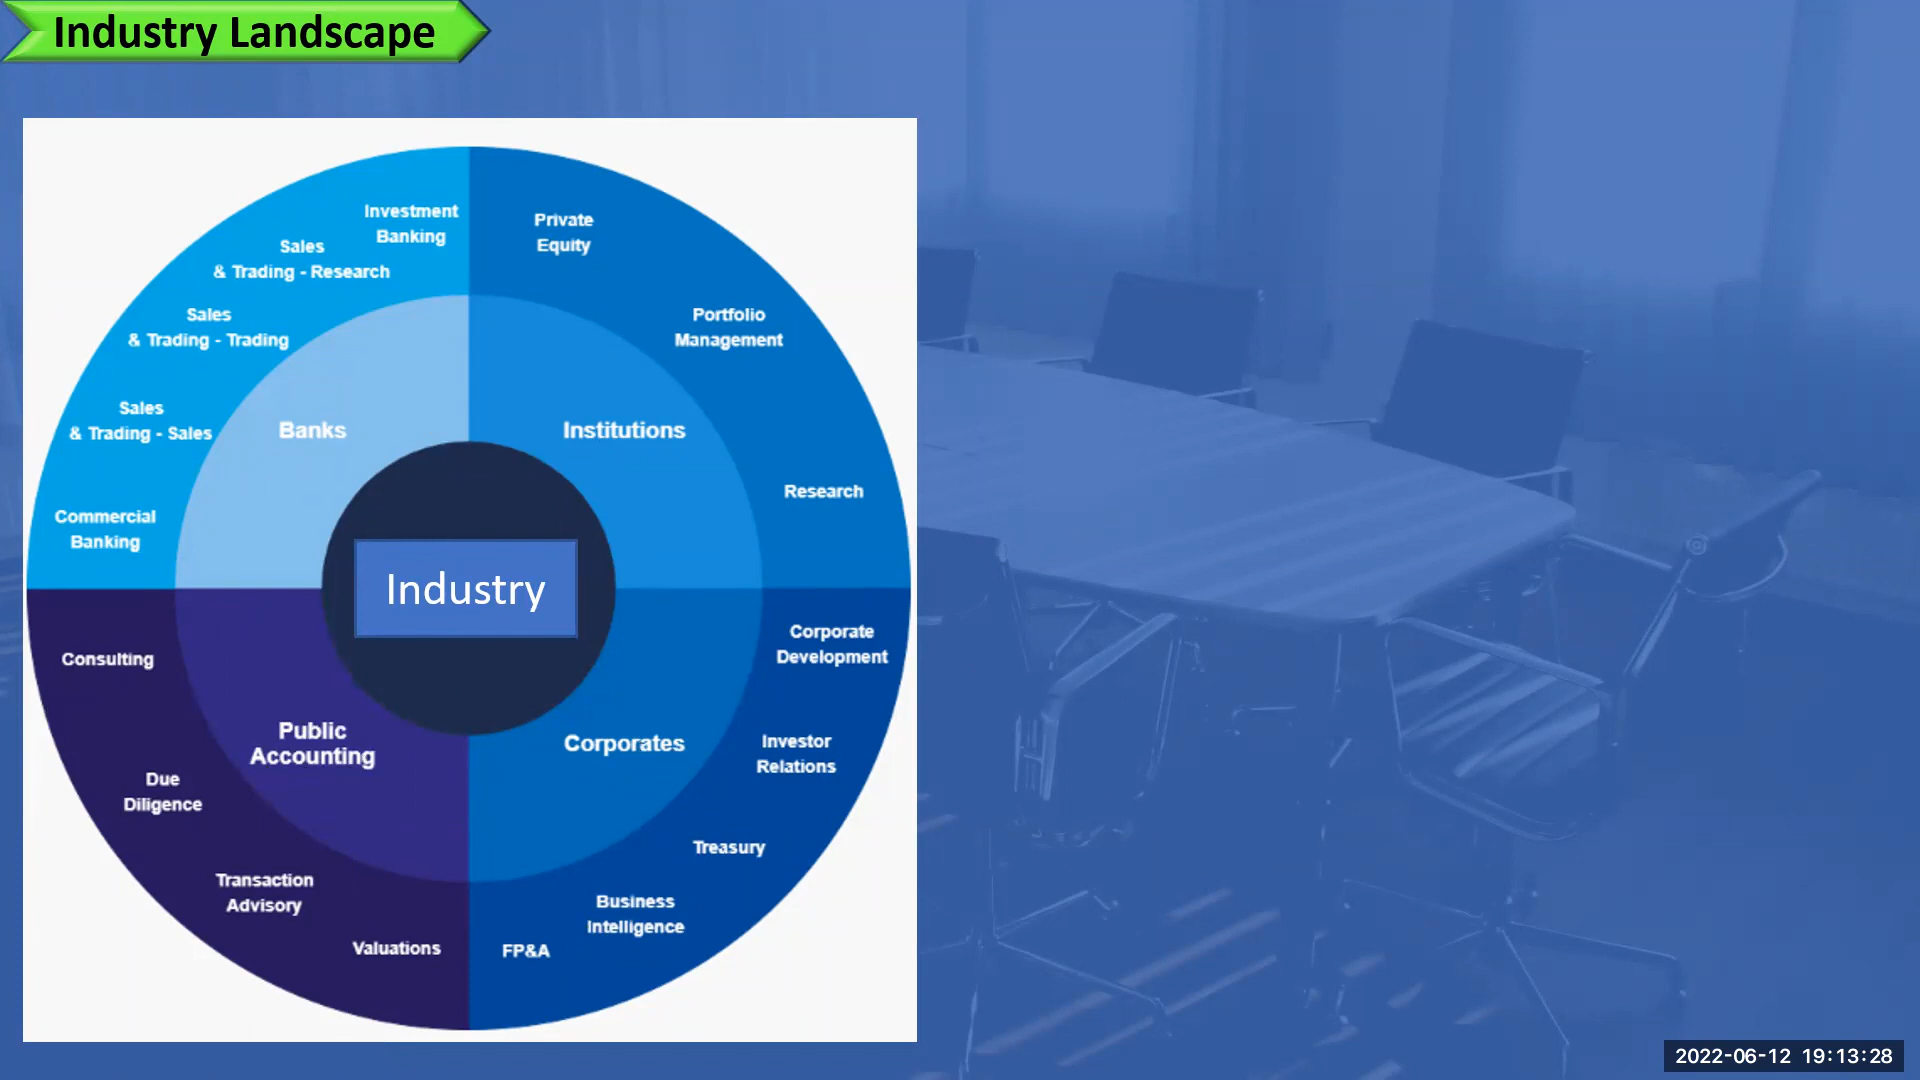 Industry Landscape
Investment
Banking
Sales
& Trading - Research
Sales
& Trading - Trading
Sales
& Trading - Sales
Commercial
Banking
Banks
Private
Equity
Portfolio
Management
Research
Institutions
Industry
Consulting
Due
Diligence
Transaction
Advisory
Valuations
Public
Accounting
Corporates
Corporate
Development
Investor
Relations
Treasury
Business
Intelligence
FP&A
2022-06-12 19:13:28